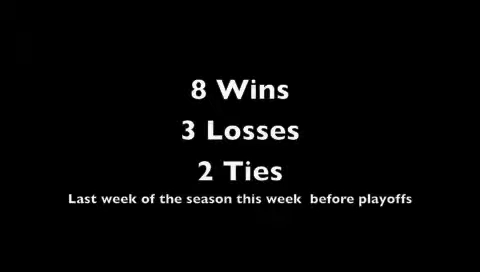 8 Wins
3 Losses
2 Ties
Last week of the season this week  before playoffs